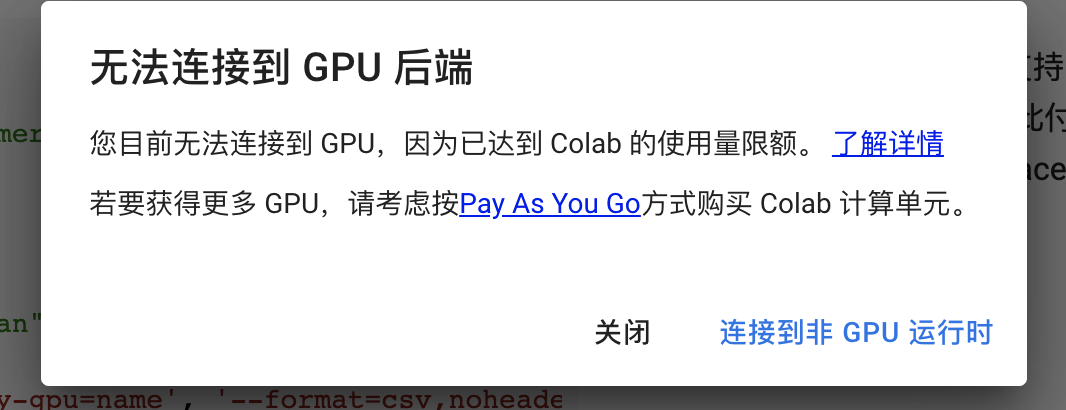 无法连接到 GPU 后端
支持
您目前无法连接到 GPU，因为已达到 Colab 的使用量限额。 了解详情
此付
mer
ace
若要获得更多 GPU，请考虑按Pay As You Go方式购买 Colab 计算单元。
an"
关闭 连接到非 GPU 运行时
y-gpu=name', '--format=csv,noheade